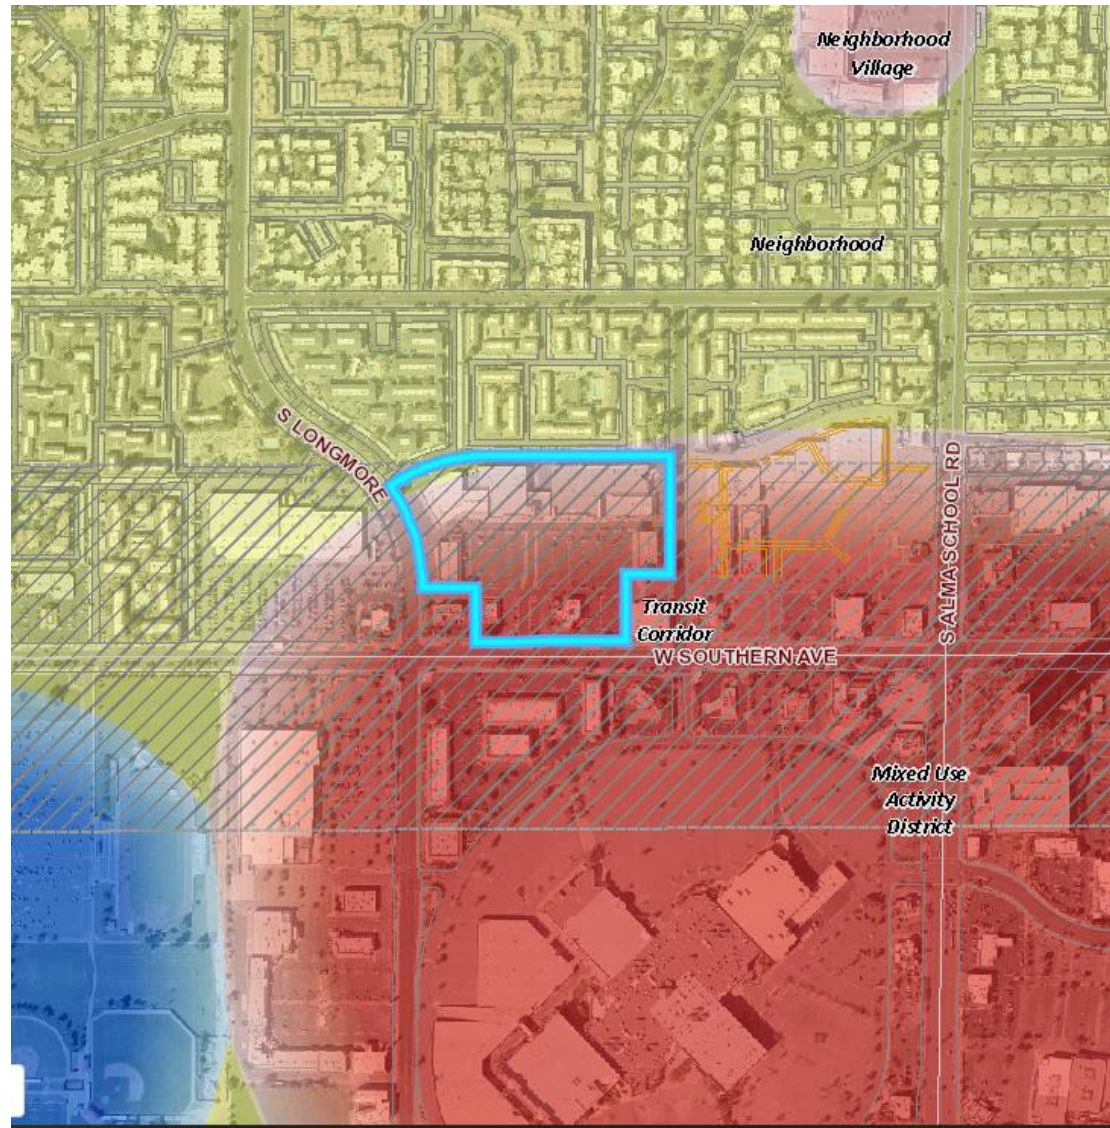 Neighborhood
Village
Neighborhood
S LONGMORE
S ALMA SCHOOL RD
Transit
Corridor
W SOUTHERN AVE
Mixed Use
Activity
District